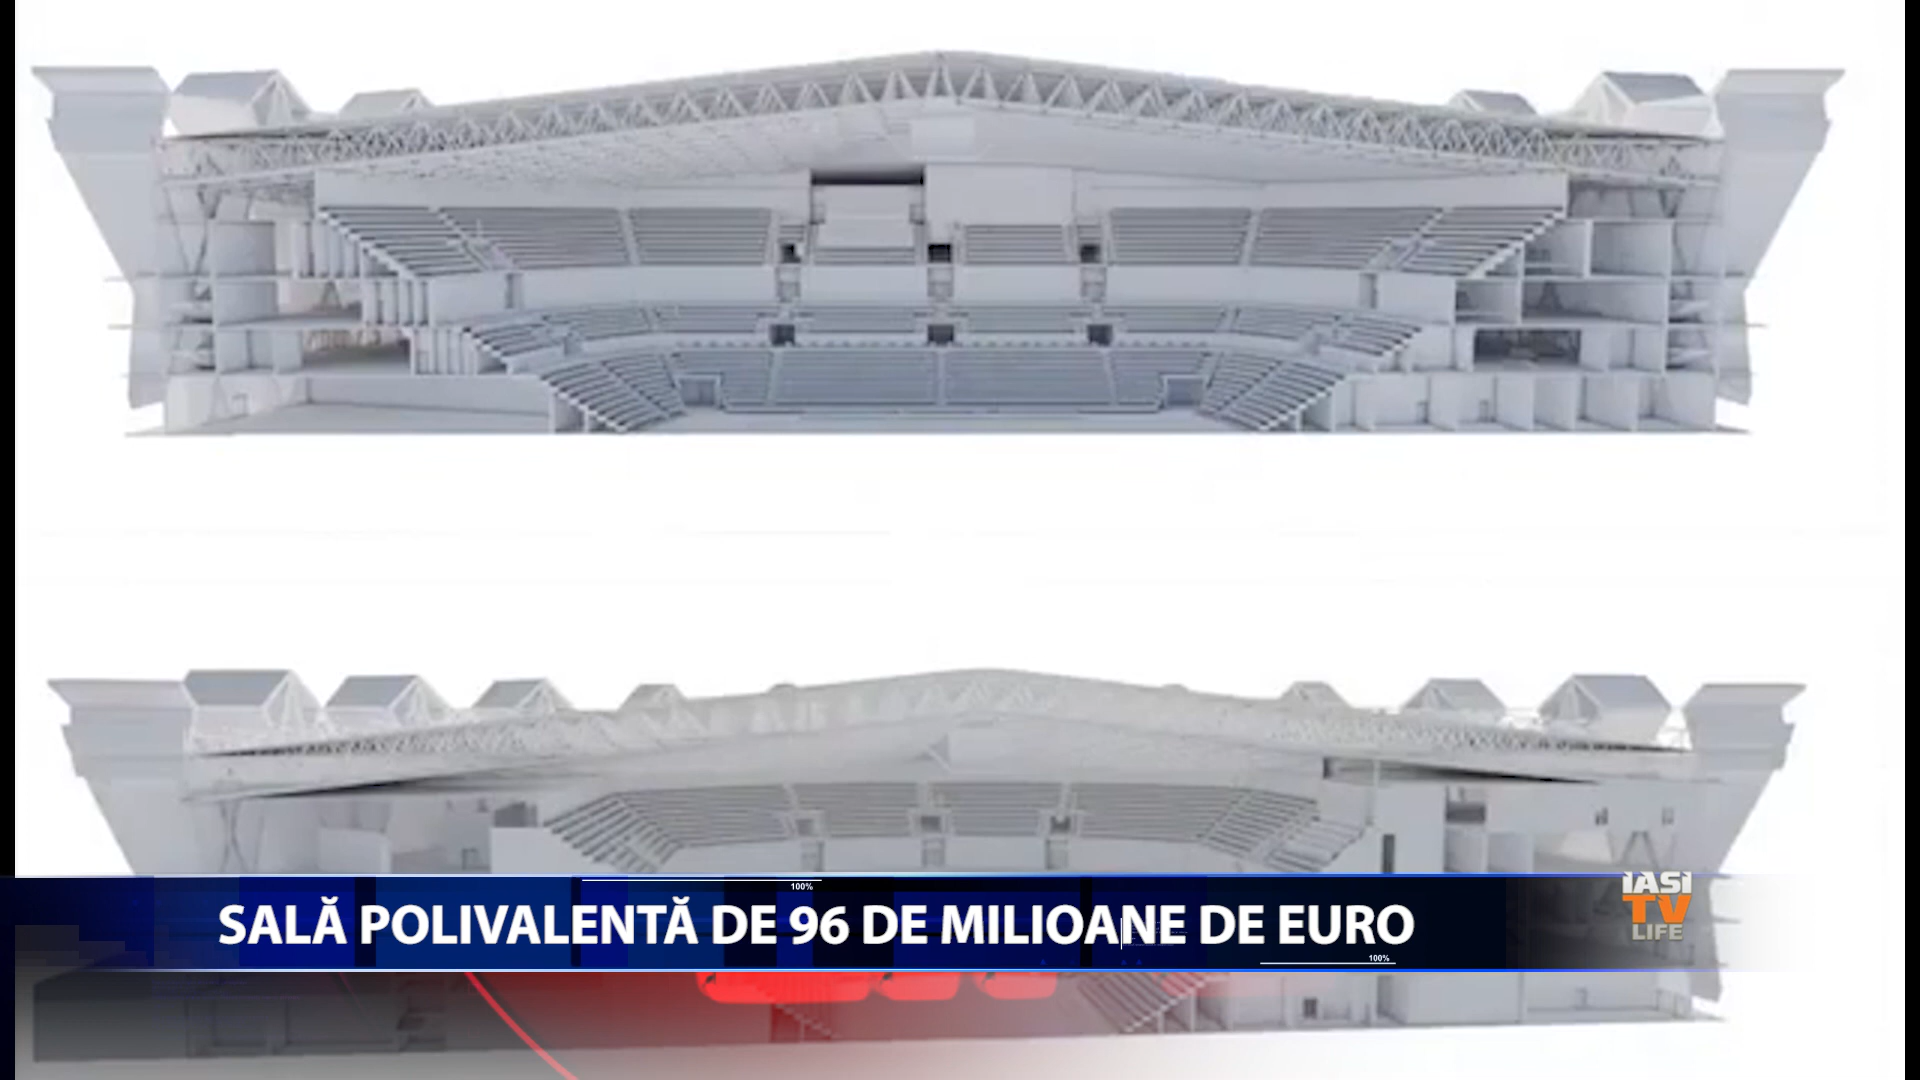 100%
SALĂ POLIVALENTĂ DE 96 DE MILIOANE DE EURO
100%
IASI
TV
LIFE